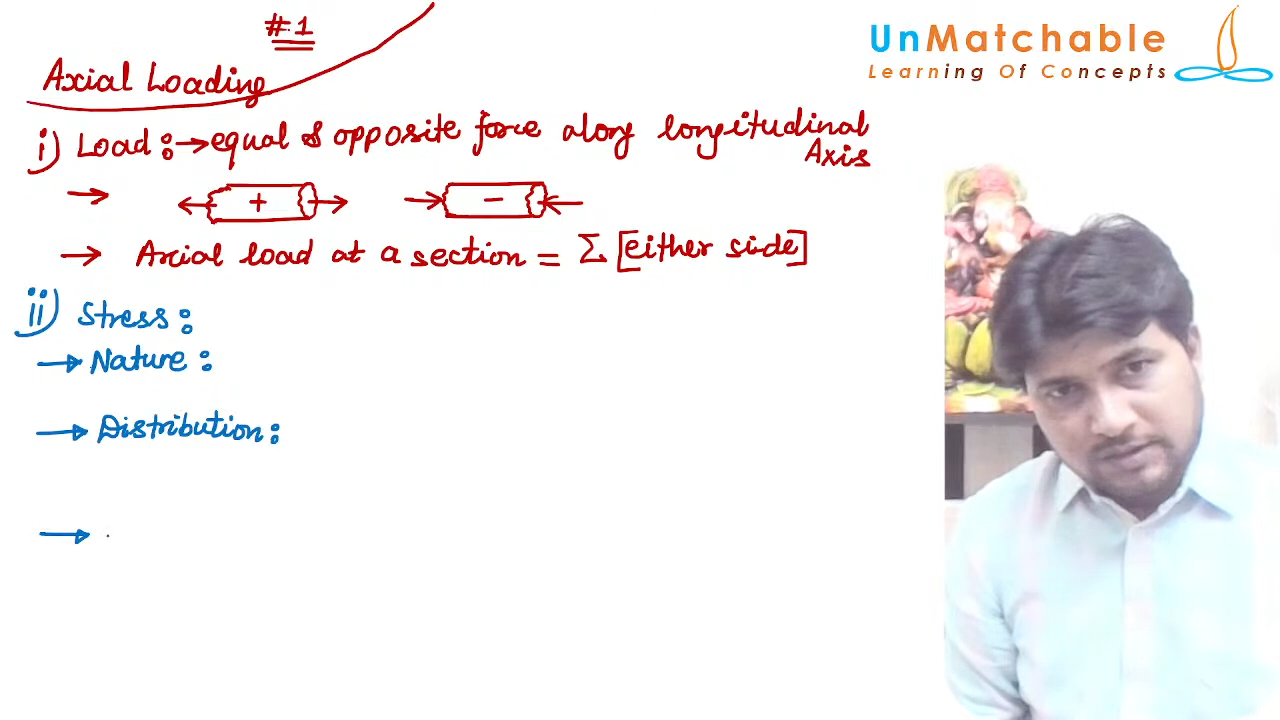 #.1
UnMatchable
Learning Of Concepts
Axial Loading
i) Load :→ equal & opposite force along longitudinal
Axis
→ + −
→ Axial load at a section = Σ [either side]
ii) Stress :
→ Nature :
→ Distribution :
→